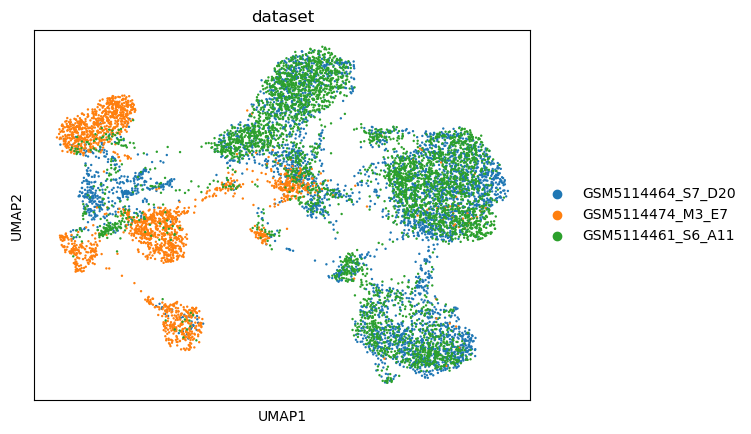 dataset
UMAP2
UMAP1
GSM5114464_S7_D20
GSM5114474_M3_E7
GSM5114461_S6_A11